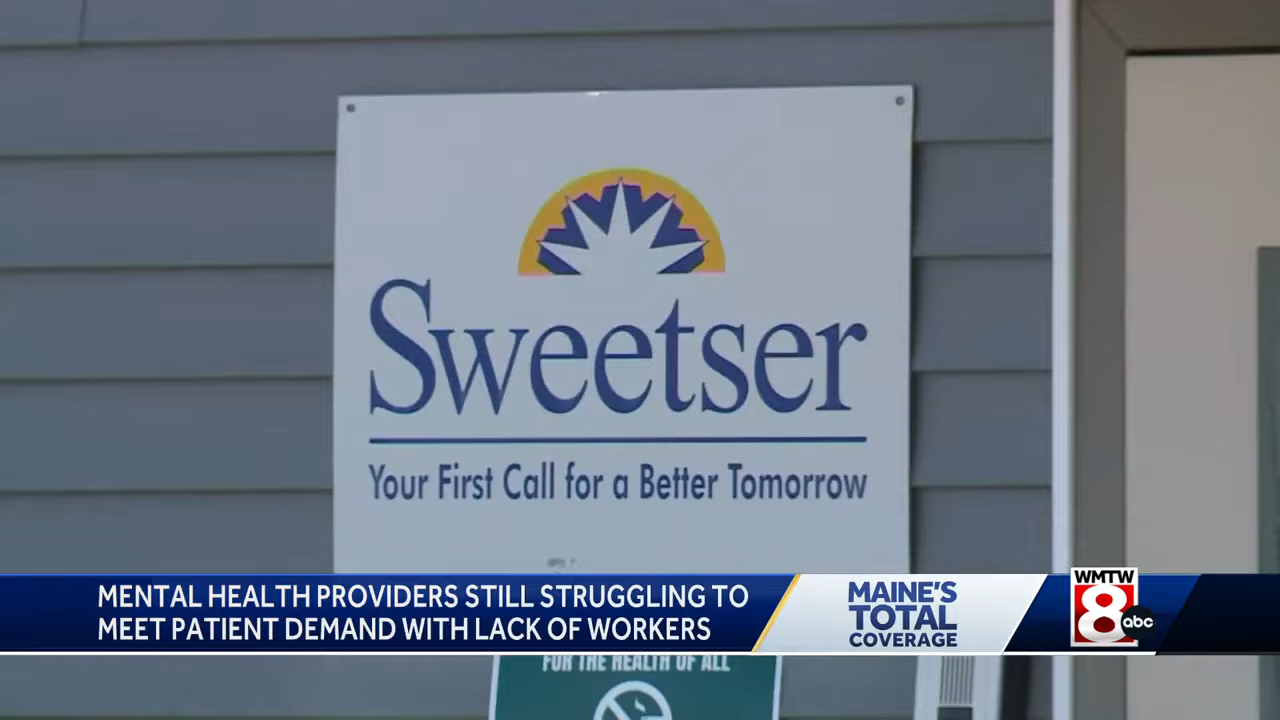 Sweetser
Your First Call for a Better Tomorrow
MENTAL HEALTH PROVIDERS STILL STRUGGLING TO
MEET PATIENT DEMAND WITH LACK OF WORKERS
MAINE'S
TOTAL
COVERAGE
WMTW
8
abc
FOR THE HEALTH OF ALL